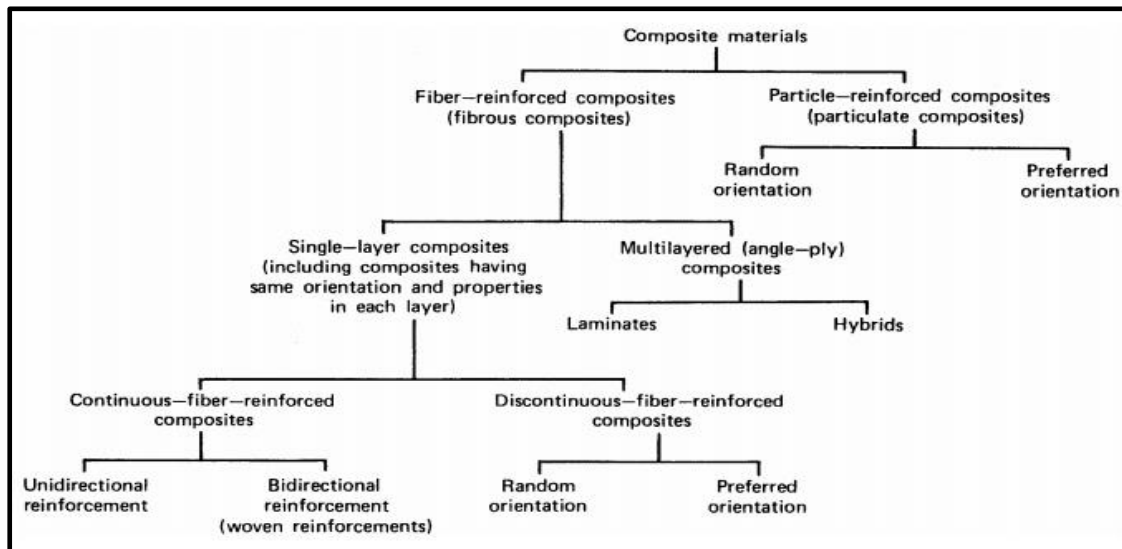 Composite materials
Fiber—reinforced composites
(fibrous composites)
Particle—reinforced composites
(particulate composites)
Random
orientation
Preferred
orientation
Single—layer composites
(including composites having
same orientation and properties
in each layer)
Multilayered (angle—ply)
composites
Laminates
Hybrids
Continuous—fiber—reinforced
composites
Discontinuous—fiber—reinforced
composites
Unidirectional
reinforcement
Bidirectional
reinforcement
(woven reinforcements)
Random
orientation
Preferred
orientation